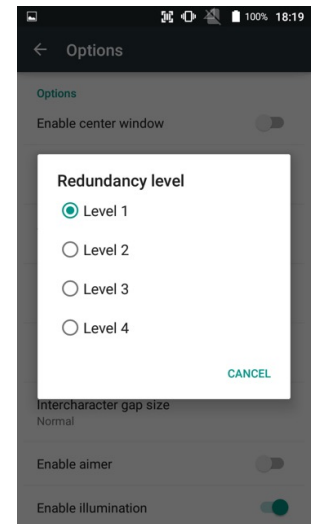 100% 18:19
Options
Options
Enable center window
Redundancy level
Level 1
Level 2
Level 3
Level 4
CANCEL
Intercharacter gap size
Normal
Enable aimer
Enable illumination